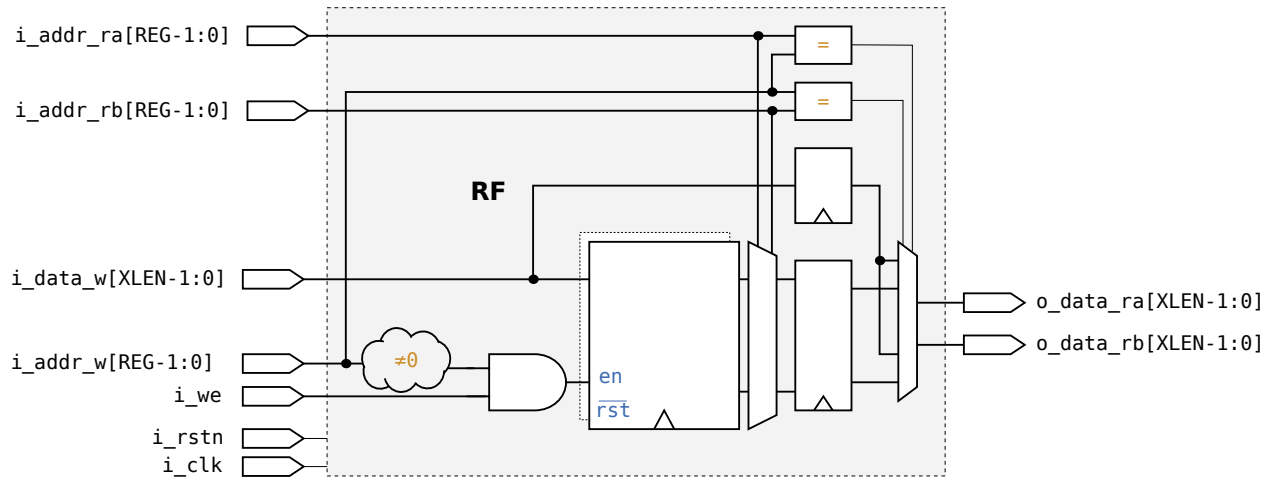 i_addr_ra[REG-1:0]
=
i_addr_rb[REG-1:0]
=
RF
i_data_w[XLEN-1:0]
o_data_ra[XLEN-1:0]
o_data_rb[XLEN-1:0]
i_addr_w[REG-1:0]
≠0
en
i_we
rst
i_rstn
i_clk